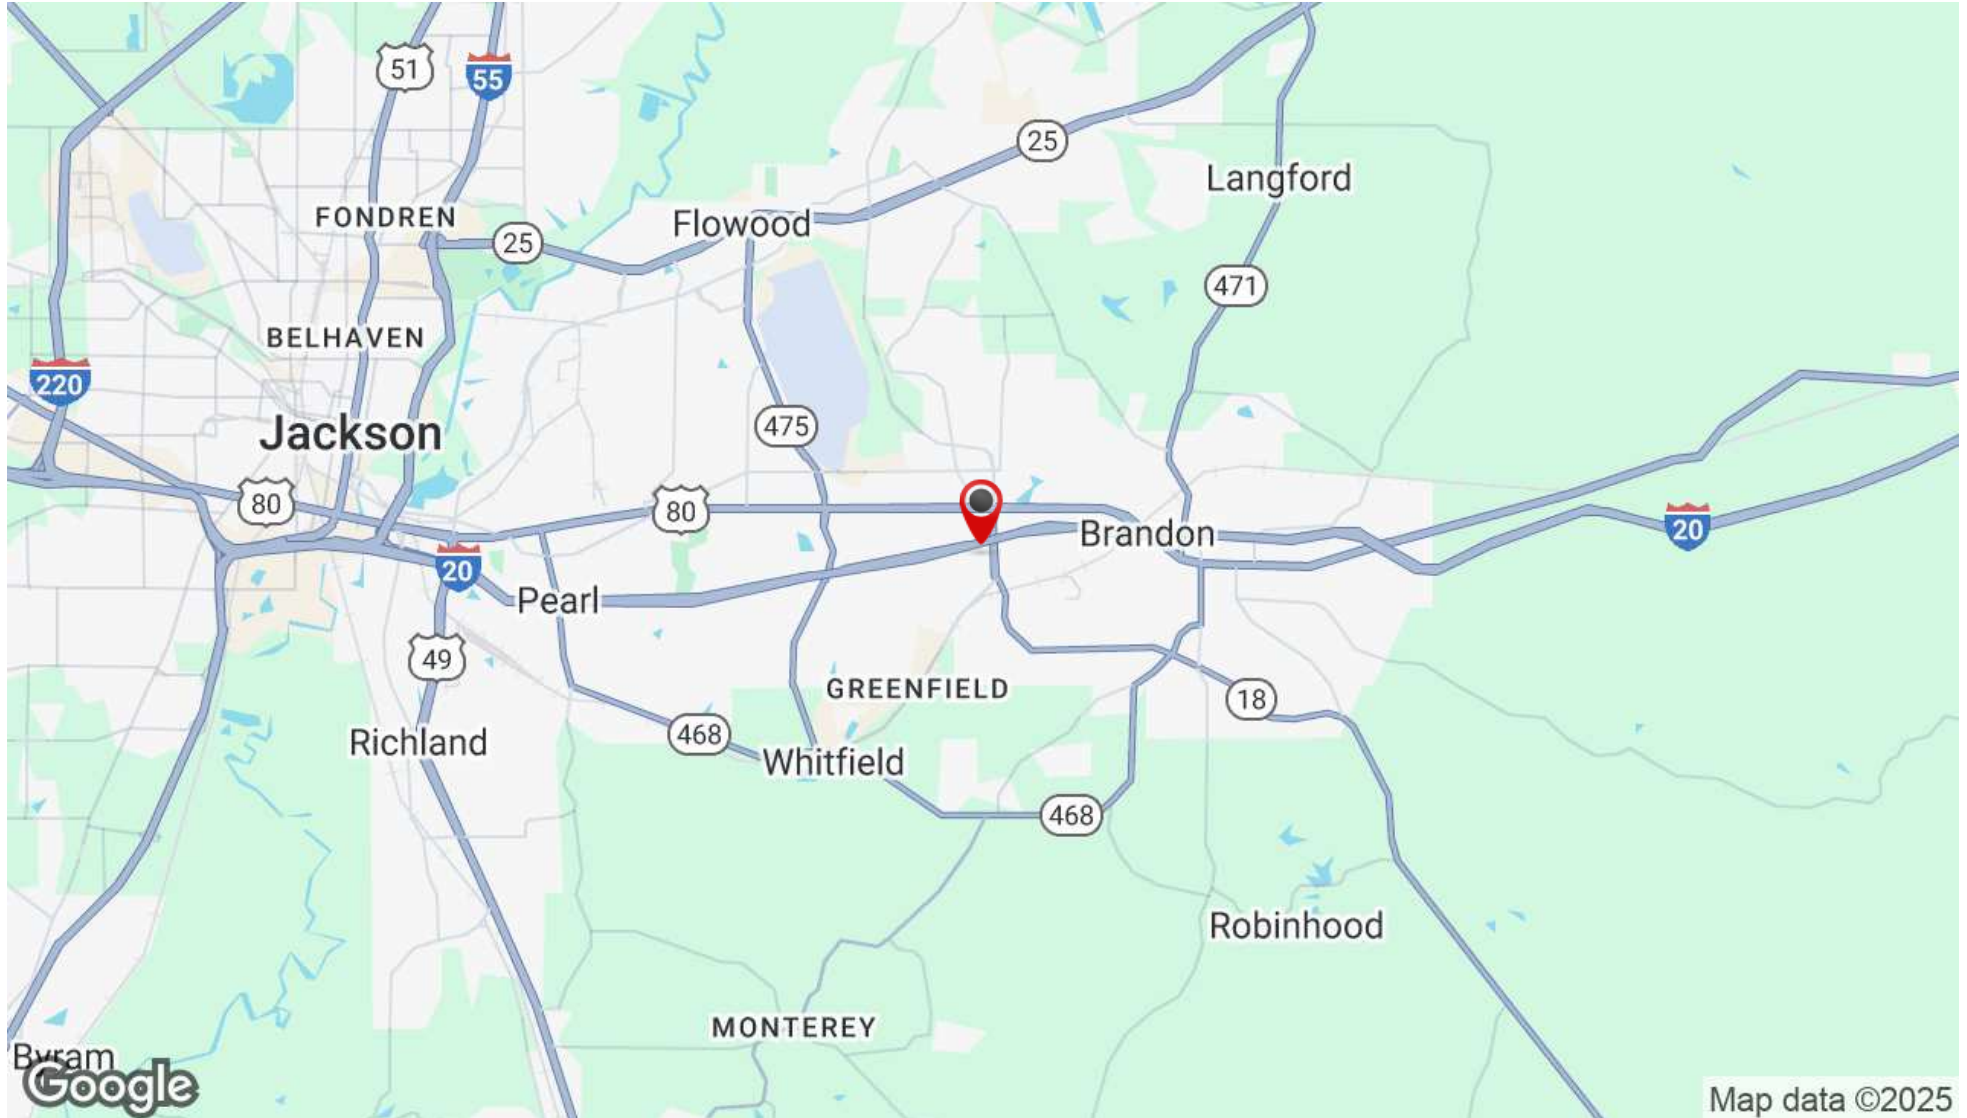 51
55
25
Langford
FONDREN
Flowood
25
471
BELHAVEN
220
475
Jackson
80
80
Brandon
20
20
Pearl
49
GREENFIELD
18
Richland
468
Whitfield
468
Robinhood
MONTEREY
Byram
Google
Map data ©2025